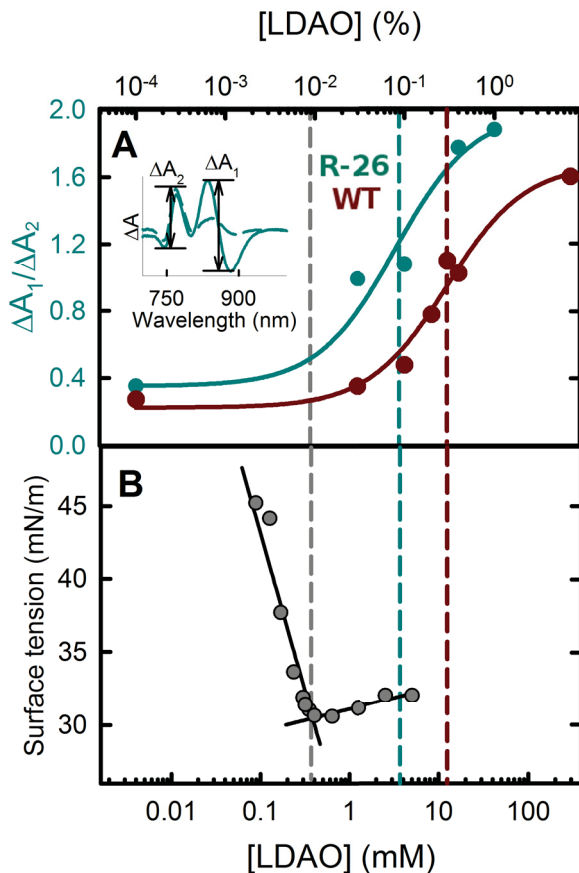 [LDAO] (%)
10⁻⁴ 10⁻³ 10⁻² 10⁻¹ 10⁰
2.0
1.6
1.2
0.8
0.4
0.0
ΔA₁/ΔA₂
A
R-26
WT
ΔA₂ ΔA₁
ΔA
750 900
Wavelength (nm)
B
45
40
35
30
Surface tension (mN/m)
0.01 0.1 1 10 100
[LDAO] (mM)